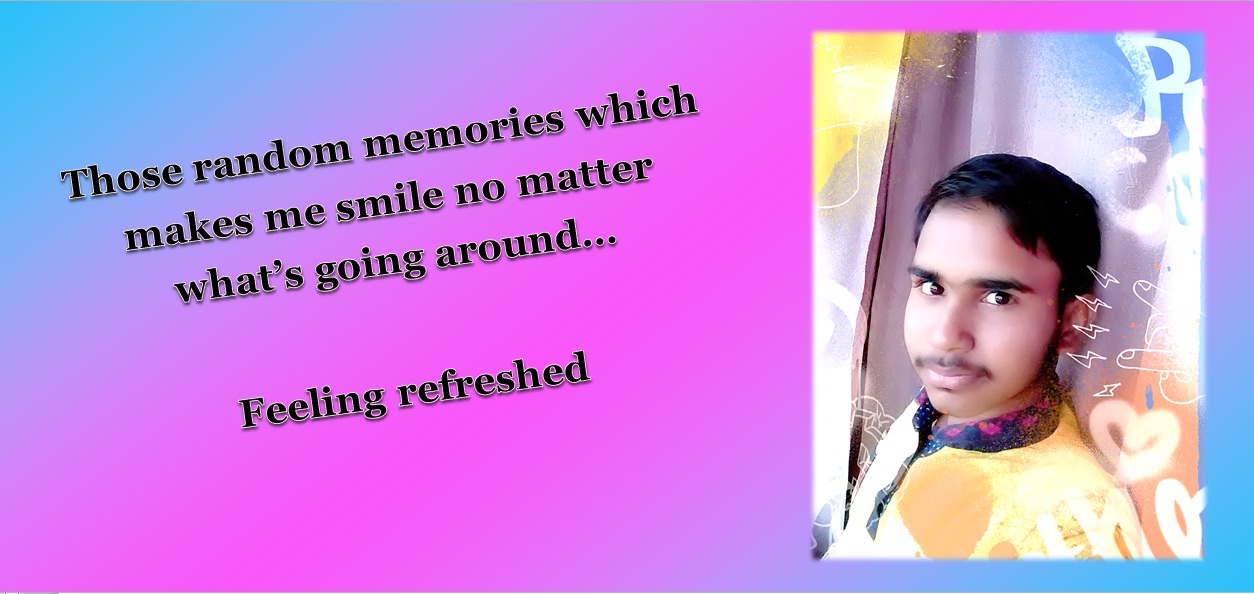 Those random memories which
makes me smile no matter
what's going around...
Feeling refreshed